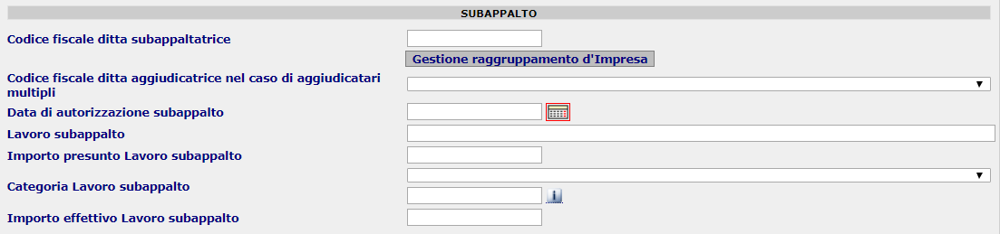 SUBAPPALTO
Codice fiscale ditta subappaltatrice
Gestione raggruppamento d'Impresa
Codice fiscale ditta aggiudicatrice nel caso di aggiudicatari
multipli
Data di autorizzazione subappalto
Lavoro subappalto
Importo presunto Lavoro subappalto
Categoria Lavoro subappalto
i
Importo effettivo Lavoro subappalto